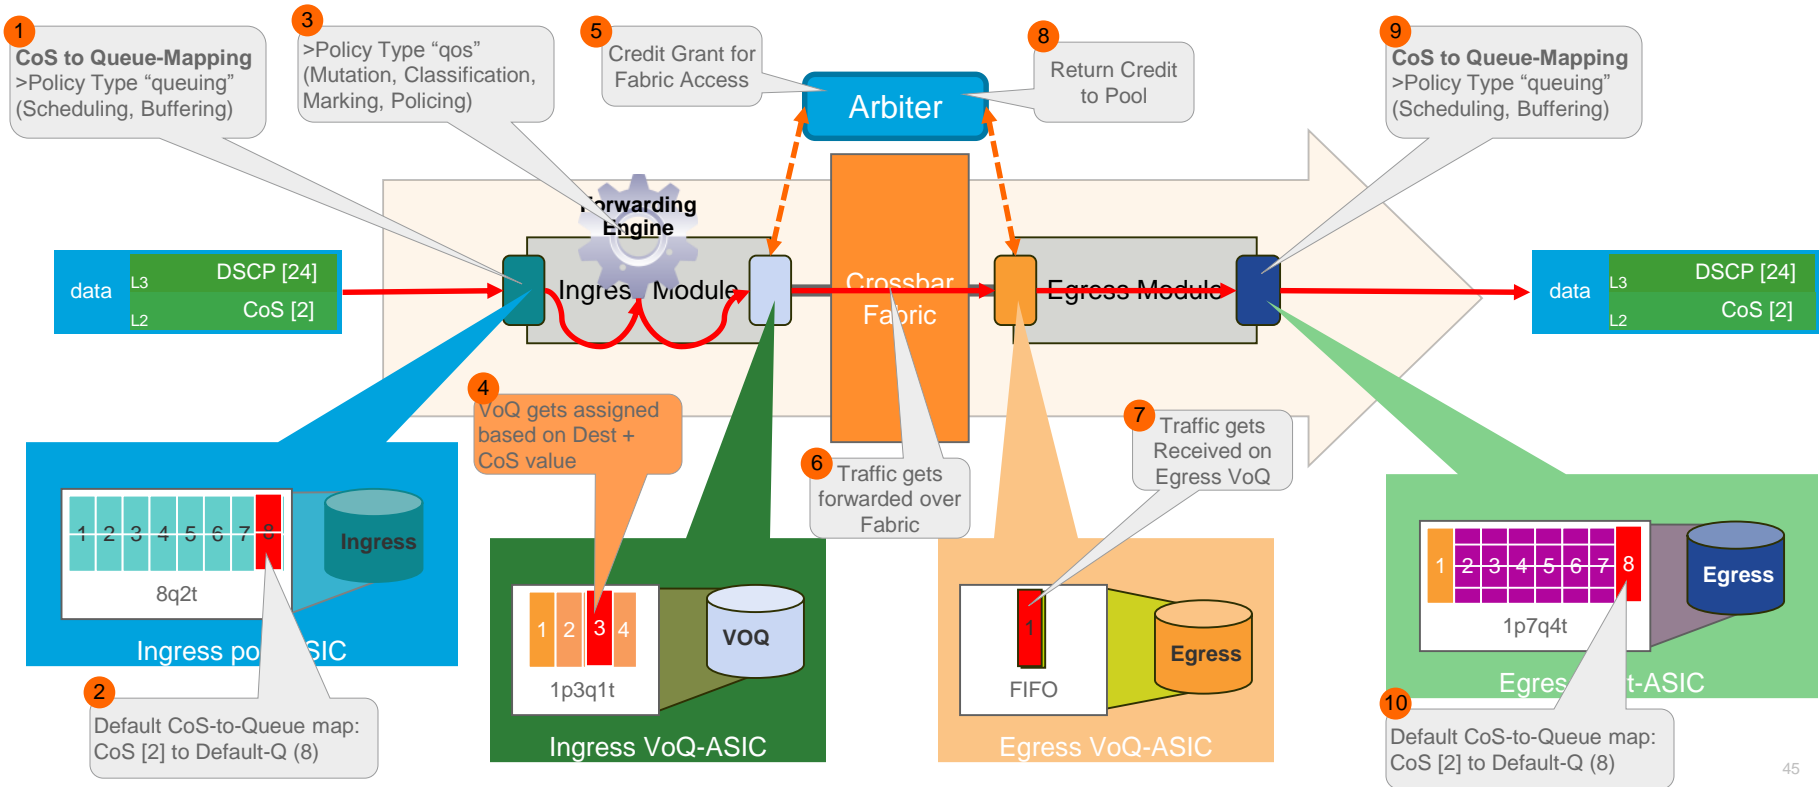 1
CoS to Queue-Mapping
>Policy Type “queuing”
(Scheduling, Buffering)
3
>Policy Type “qos”
(Mutation, Classification,
Marking, Policing)
5
Credit Grant for
Fabric Access
Arbiter
8
Return Credit
to Pool
9
CoS to Queue-Mapping
>Policy Type “queuing”
(Scheduling, Buffering)
Forwarding
Engine
data
L3
DSCP [24]
L2
CoS [2]
Ingress Module
Crossbar
Fabric
Egress Module
data
L3
DSCP [24]
L2
CoS [2]
4
VoQ gets assigned
based on Dest +
CoS value
6
Traffic gets
forwarded over
Fabric
7
Traffic gets
Received on
Egress VoQ
1 2 3 4 5 6 7 8
8q2t
Ingress
Ingress port-ASIC
2
Default CoS-to-Queue map:
CoS [2] to Default-Q (8)
1 2 3 4
1p3q1t
VOQ
Ingress VoQ-ASIC
1
FIFO
Egress
Egress VoQ-ASIC
1 2 3 4 5 6 7 8
1p7q4t
Egress
Egress port-ASIC
10
Default CoS-to-Queue map:
CoS [2] to Default-Q (8)
45